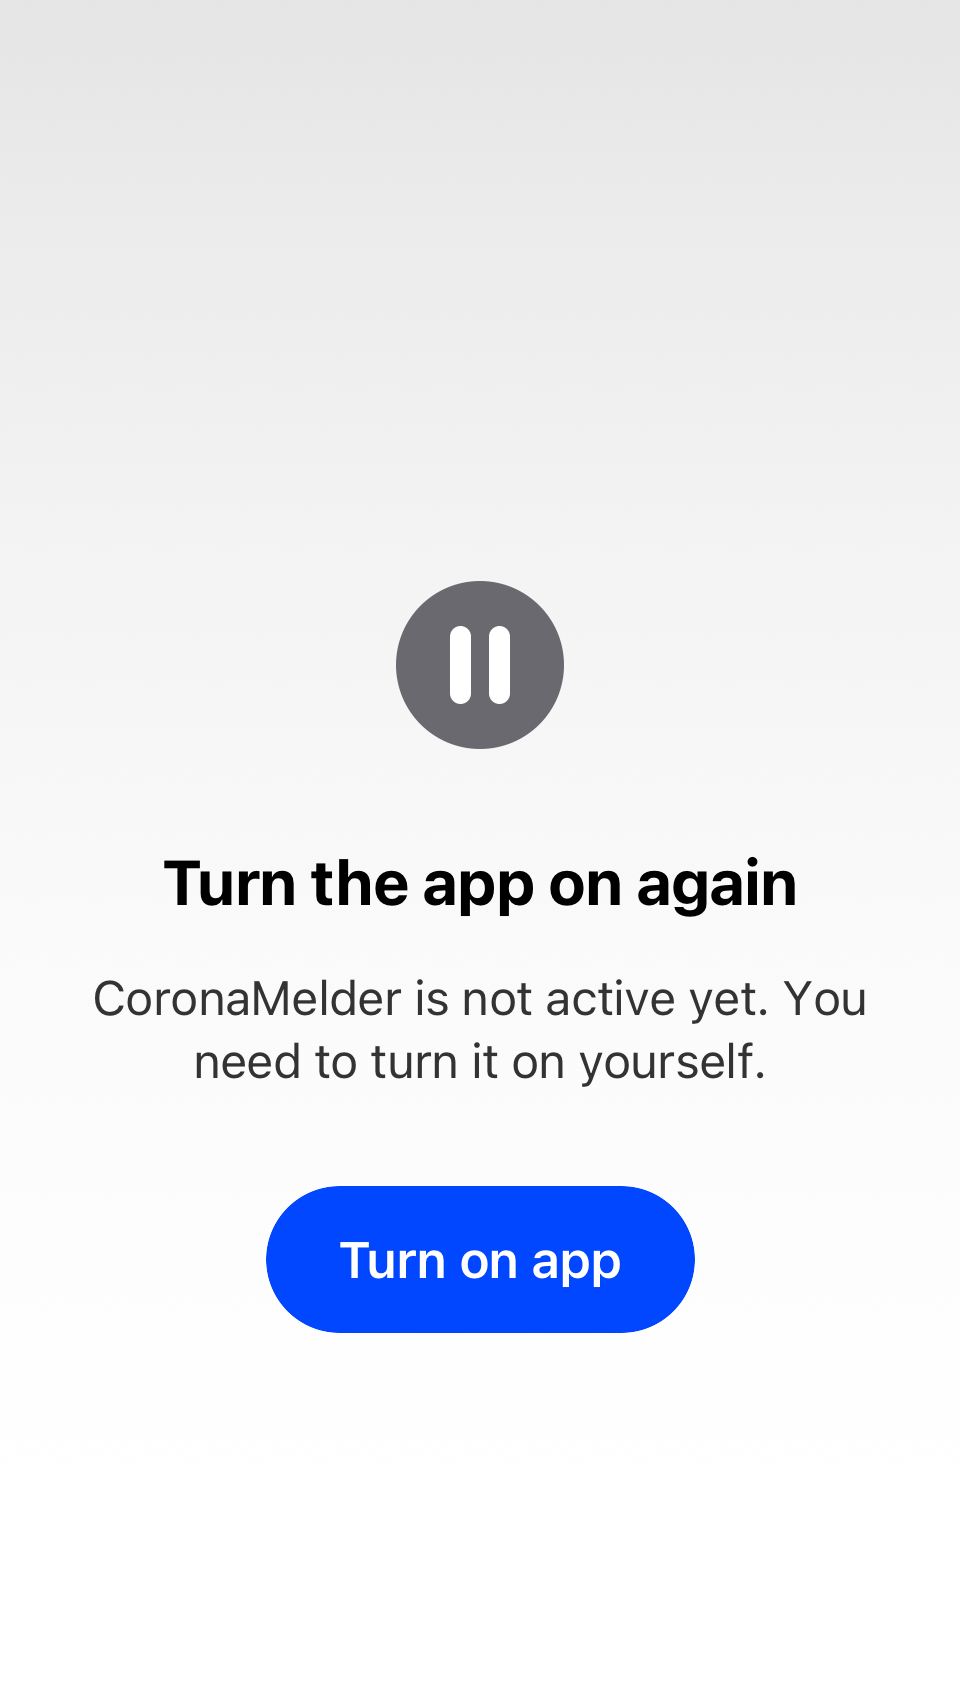 Turn the app on again
CoronaMelder is not active yet. You
need to turn it on yourself.
Turn on app